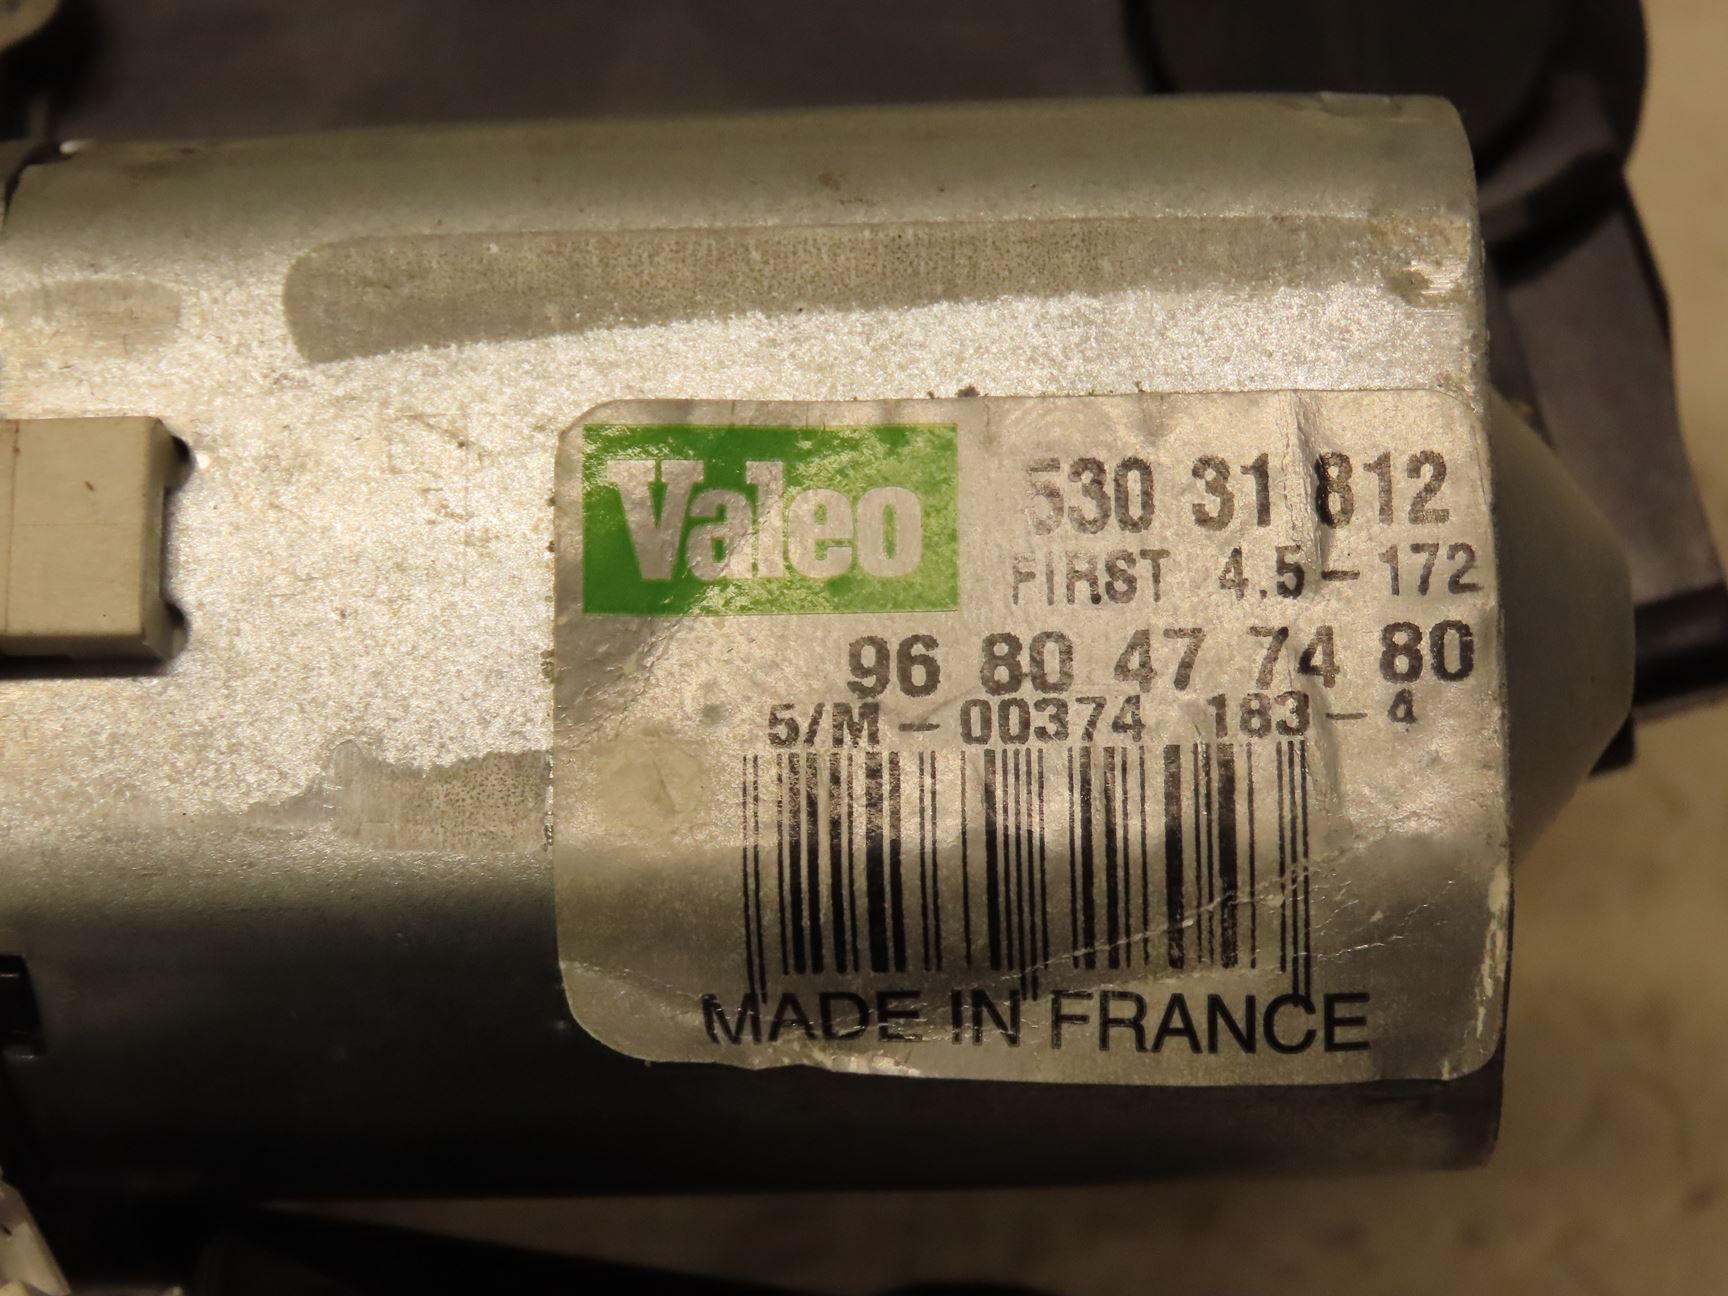 Valeo
530 31 812
FIRST 4.5-172
96 80 47 74 80
5/M-00374 183-4
MADE IN FRANCE